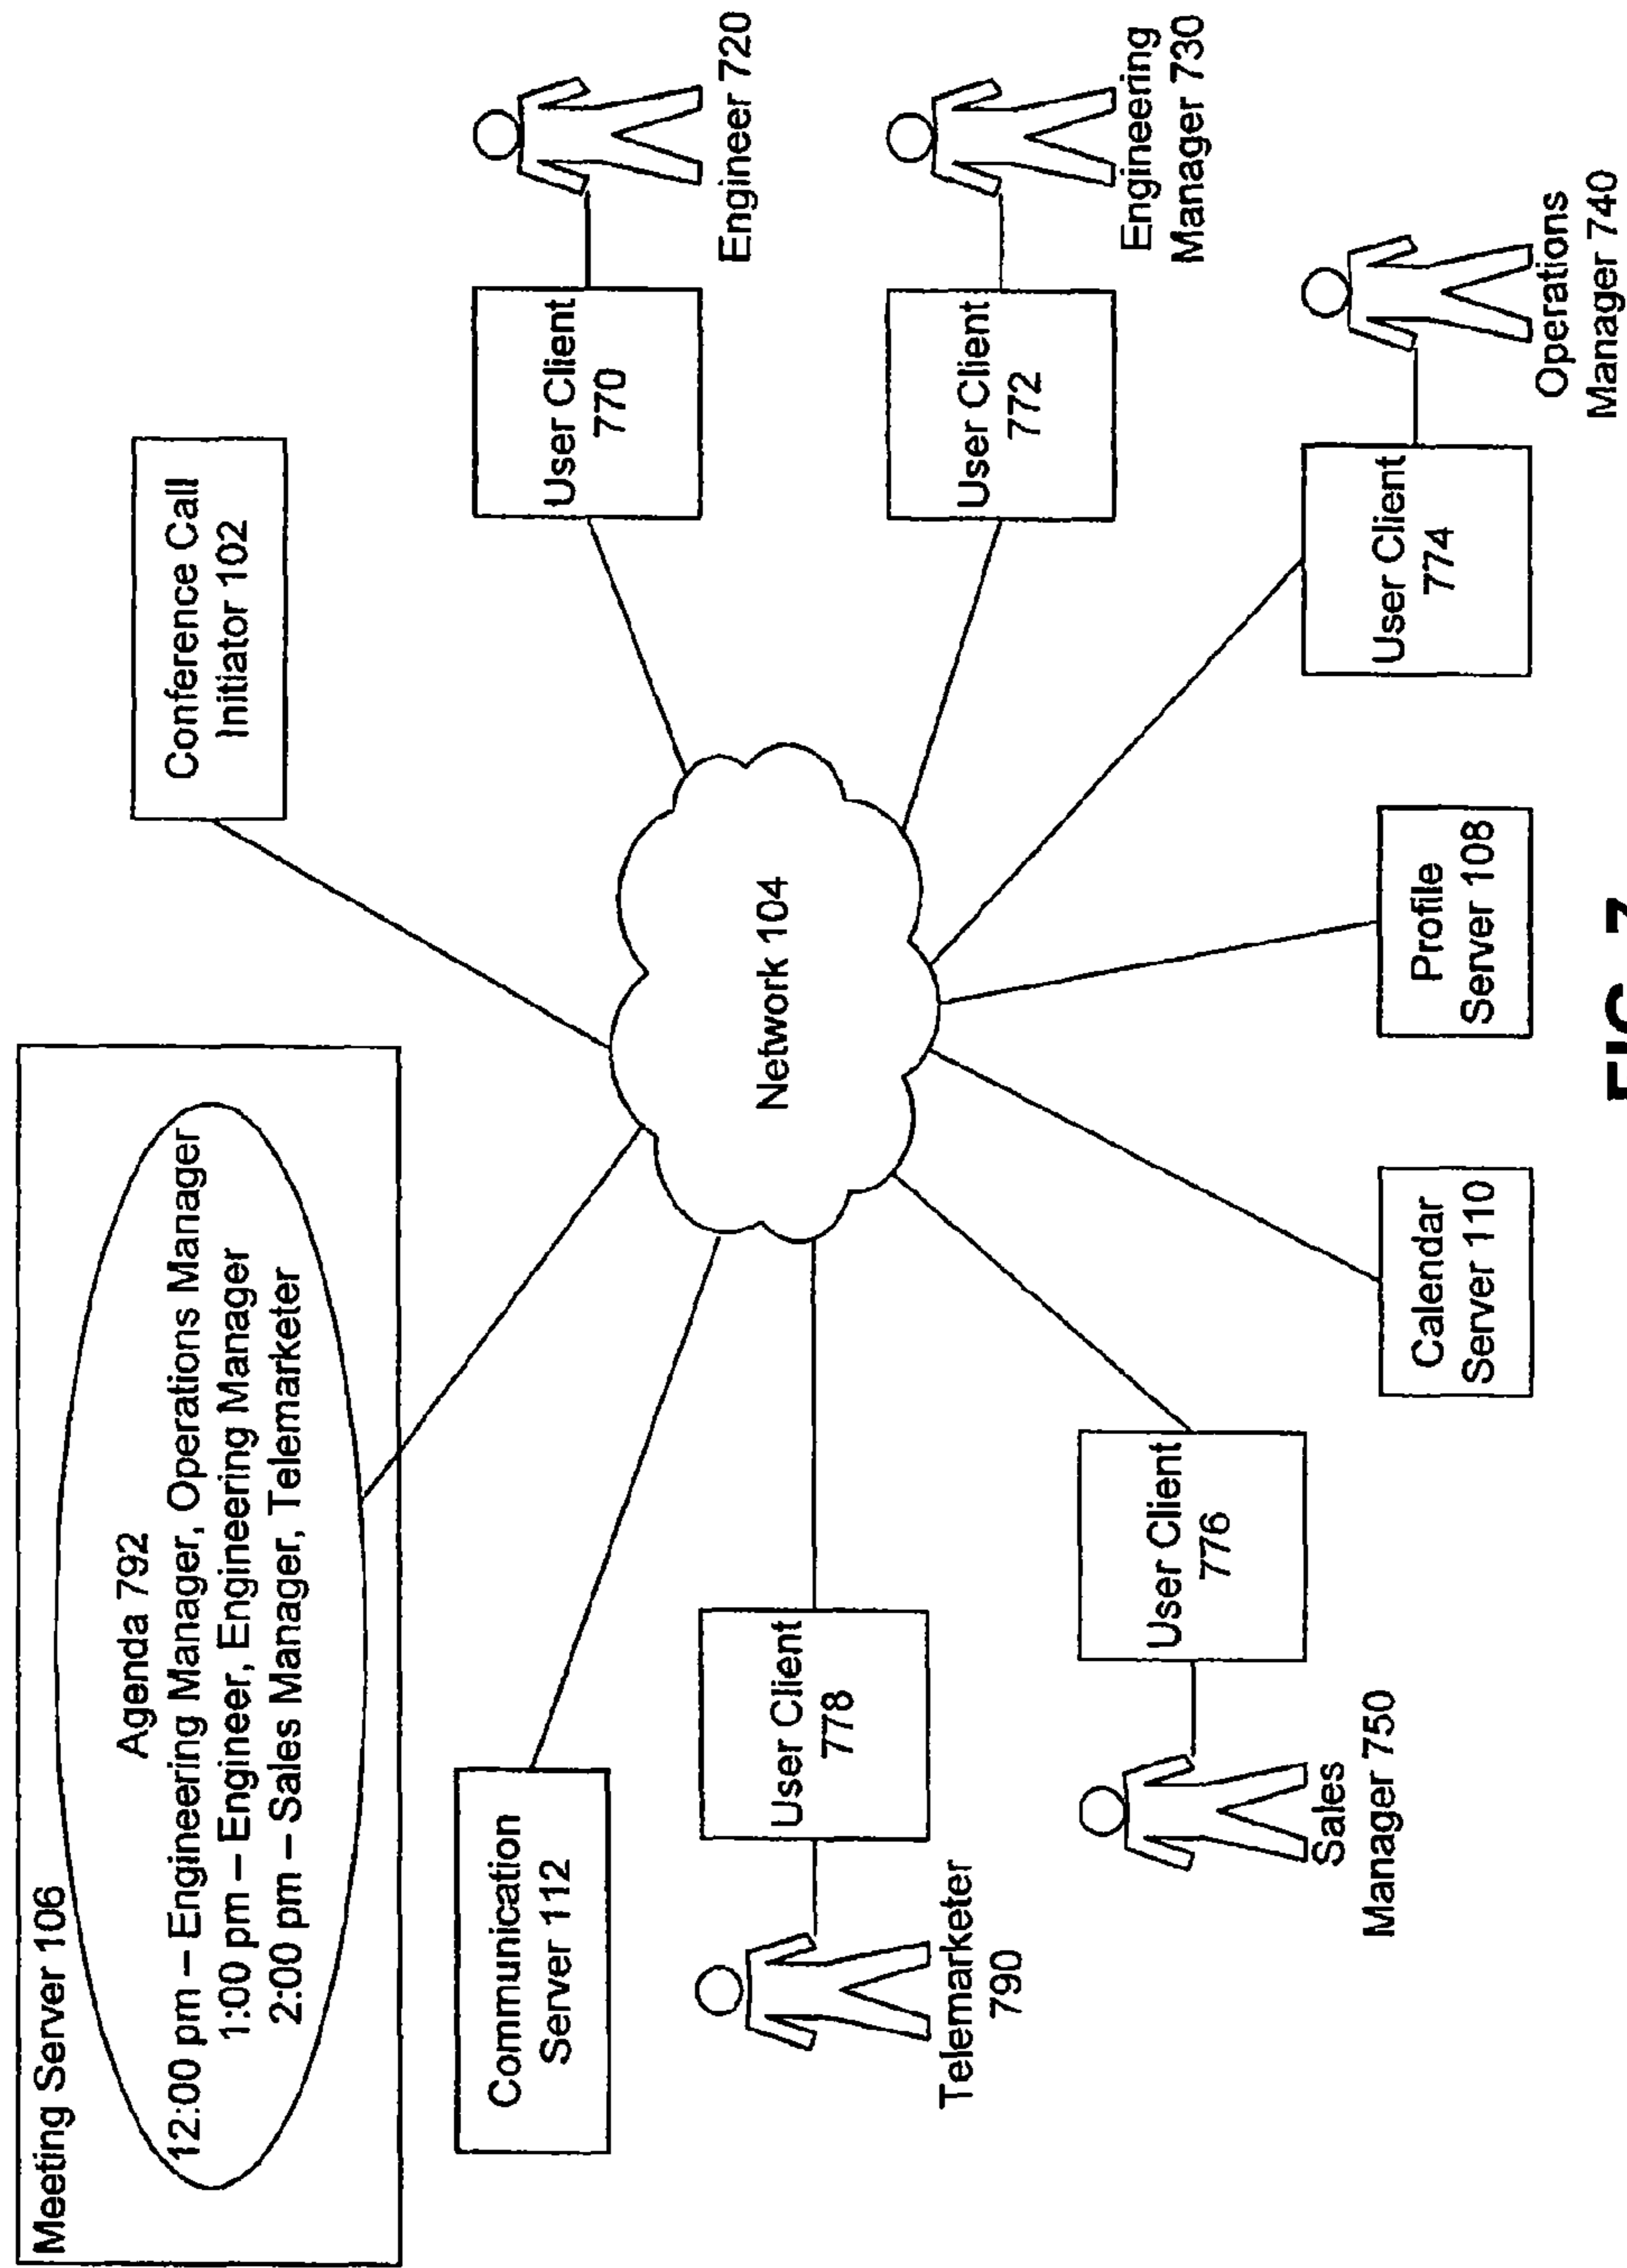 Meeting Server 106
Agenda 792
12:00 pm – Engineering Manager, Operations Manager
1:00 pm – Engineer, Engineering Manager
2:00 pm – Sales Manager, Telemarketer
Conference Call
Initiator 102
Communication
Server 112
User Client
770
Engineer 720
Network 104
User Client
778
Telemarketer
790
User Client
772
Engineering
Manager 730
User Client
776
Sales
Manager 750
User Client
774
Operations
Manager 740
Calendar
Server 110
Profile
Server 108
FIG. 7